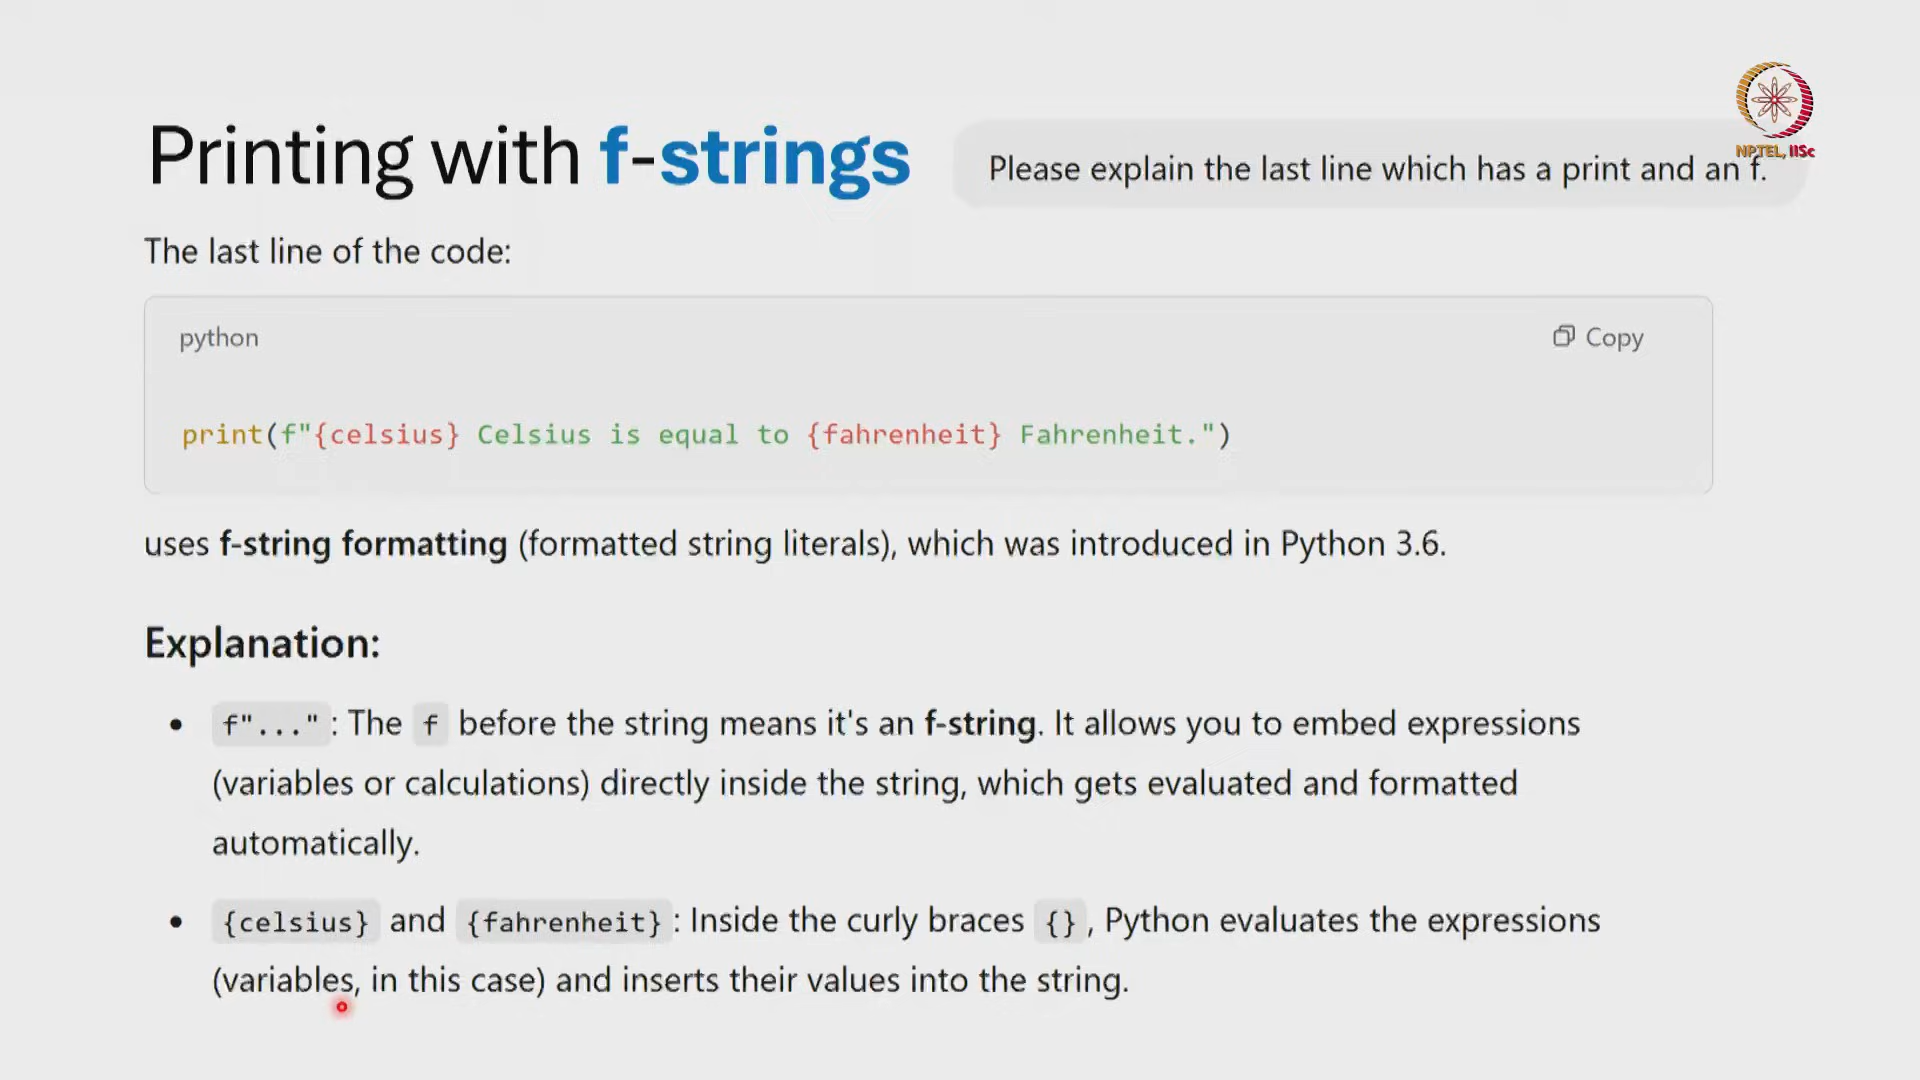 NPTEL, IISc
Printing with f-strings
Please explain the last line which has a print and an f.
The last line of the code:
python
Copy
print(f"{celsius} Celsius is equal to {fahrenheit} Fahrenheit.")
uses f-string formatting (formatted string literals), which was introduced in Python 3.6.
Explanation:
• f"..." : The f before the string means it's an f-string. It allows you to embed expressions
(variables or calculations) directly inside the string, which gets evaluated and formatted
automatically.
• {celsius} and {fahrenheit} : Inside the curly braces {} , Python evaluates the expressions
(variables, in this case) and inserts their values into the string.